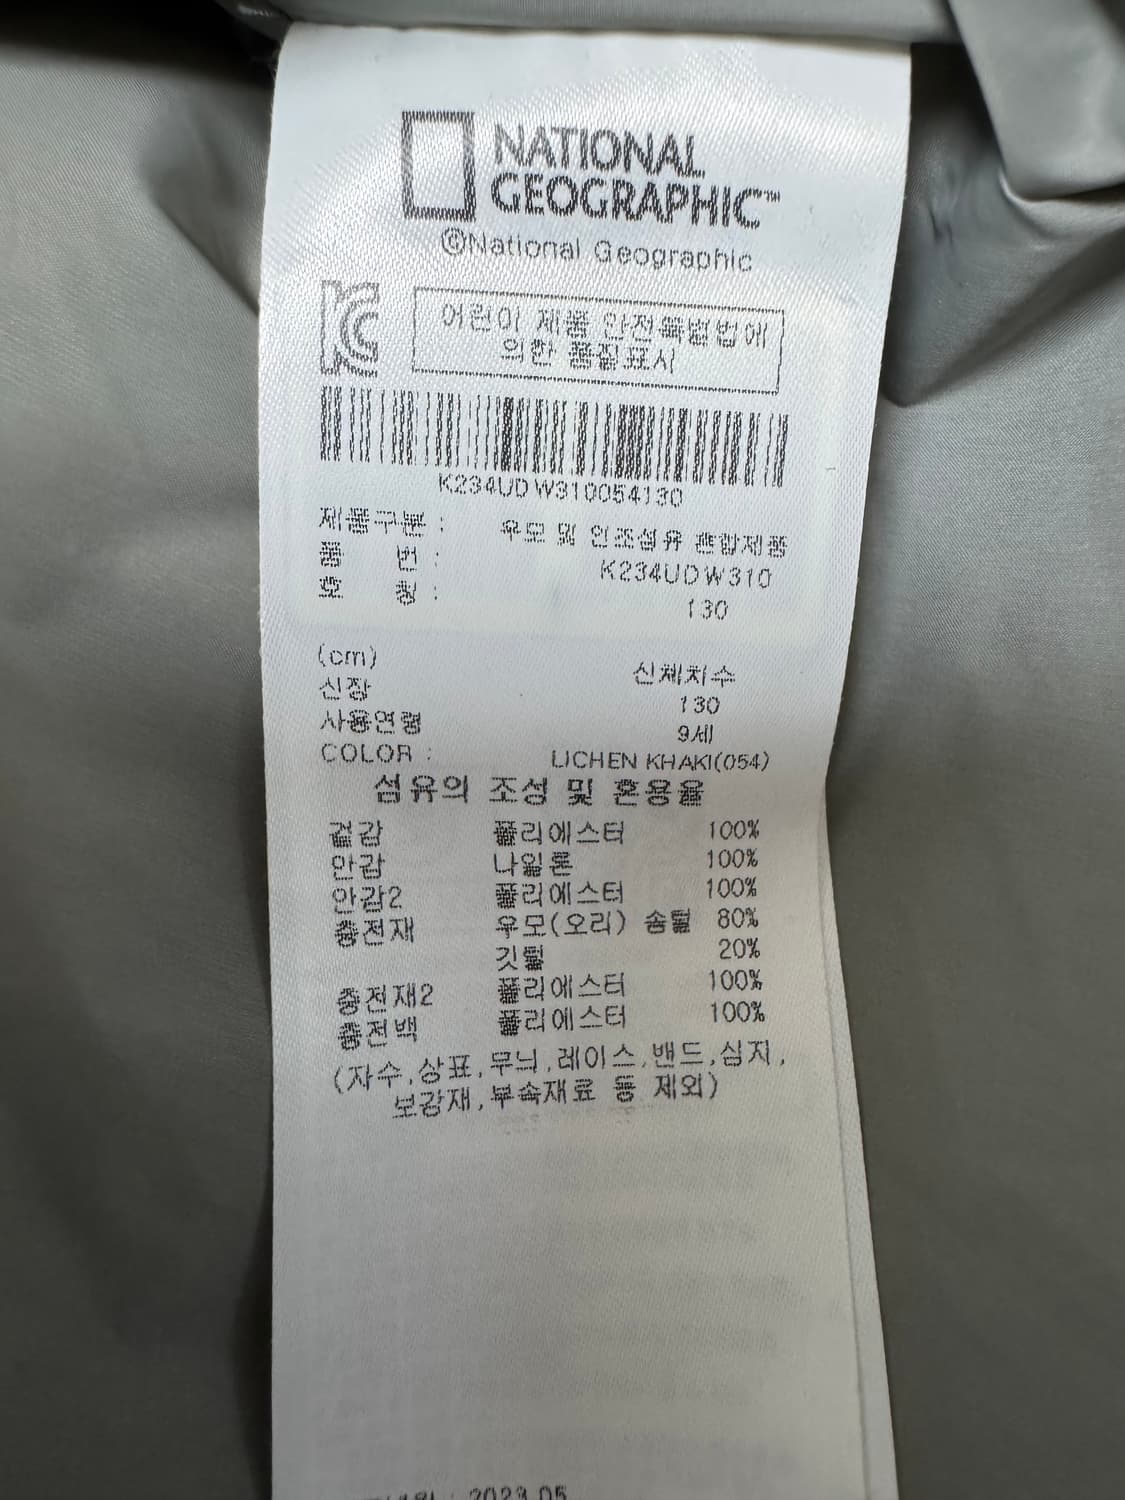 NATIONAL
GEOGRAPHIC™
©National Geographic
어린이 제품 안전특별법에
의한 품질표시
K234UDW310054130
제품구분 : 우모 및 인조섬유 혼합제품
품 번 : K234UDW310
호 칭 : 130
(cm) 신체치수
신장 130
사용연령 9세
COLOR : LICHEN KHAKI(054)
섬유의 조성 및 혼용율
겉감 폴리에스터 100%
안감 나일론 100%
안감2 폴리에스터 100%
충전재 우모(오리) 솜털 80%
깃털 20%
충전재2 폴리에스터 100%
충전백 폴리에스터 100%
(자수,상표,무늬,레이스,밴드,심지,
보강재,부속재료 등 제외)
2023.05